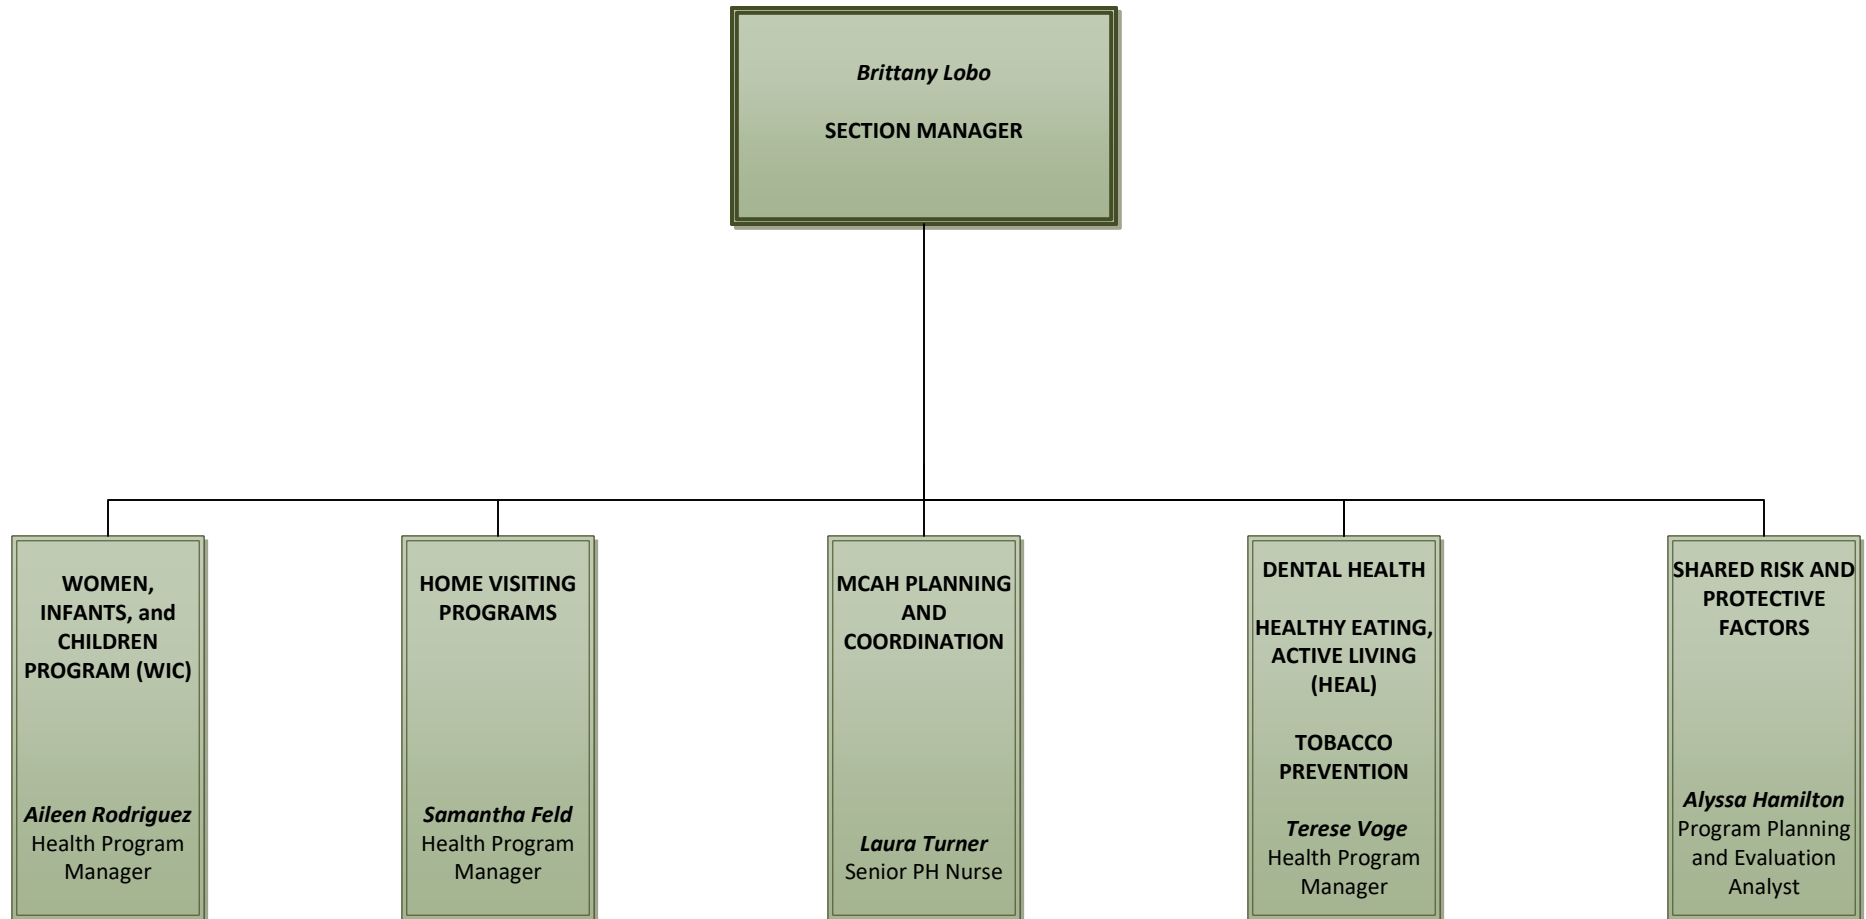 Brittany Lobo
SECTION MANAGER
WOMEN,
INFANTS, and
CHILDREN
PROGRAM (WIC)
Aileen Rodriguez
Health Program
Manager
HOME VISITING
PROGRAMS
Samantha Feld
Health Program
Manager
MCAH PLANNING
AND
COORDINATION
Laura Turner
Senior PH Nurse
DENTAL HEALTH
HEALTHY EATING,
ACTIVE LIVING
(HEAL)
TOBACCO
PREVENTION
Terese Voge
Health Program
Manager
SHARED RISK AND
PROTECTIVE
FACTORS
Alyssa Hamilton
Program Planning
and Evaluation
Analyst